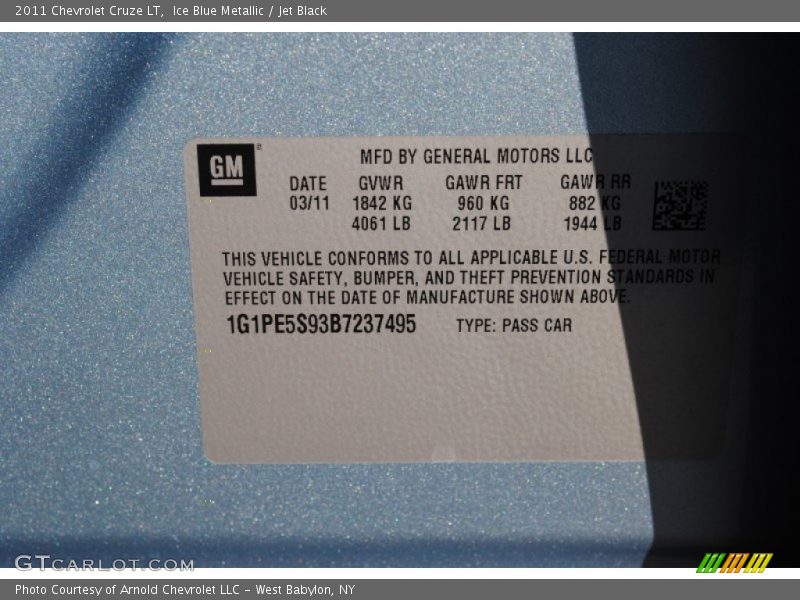 2011 Chevrolet Cruze LT, Ice Blue Metallic / Jet Black
GM
MFD BY GENERAL MOTORS LLC
DATE GVWR GAWR FRT GAWR RR
03/11 1842 KG 960 KG 882 KG
4061 LB 2117 LB 1944 LB
THIS VEHICLE CONFORMS TO ALL APPLICABLE U.S. FEDERAL MOTOR
VEHICLE SAFETY, BUMPER, AND THEFT PREVENTION STANDARDS IN
EFFECT ON THE DATE OF MANUFACTURE SHOWN ABOVE.
1G1PE5S93B7237495 TYPE: PASS CAR
GTCARLOT.COM
Photo Courtesy of Arnold Chevrolet LLC - West Babylon, NY